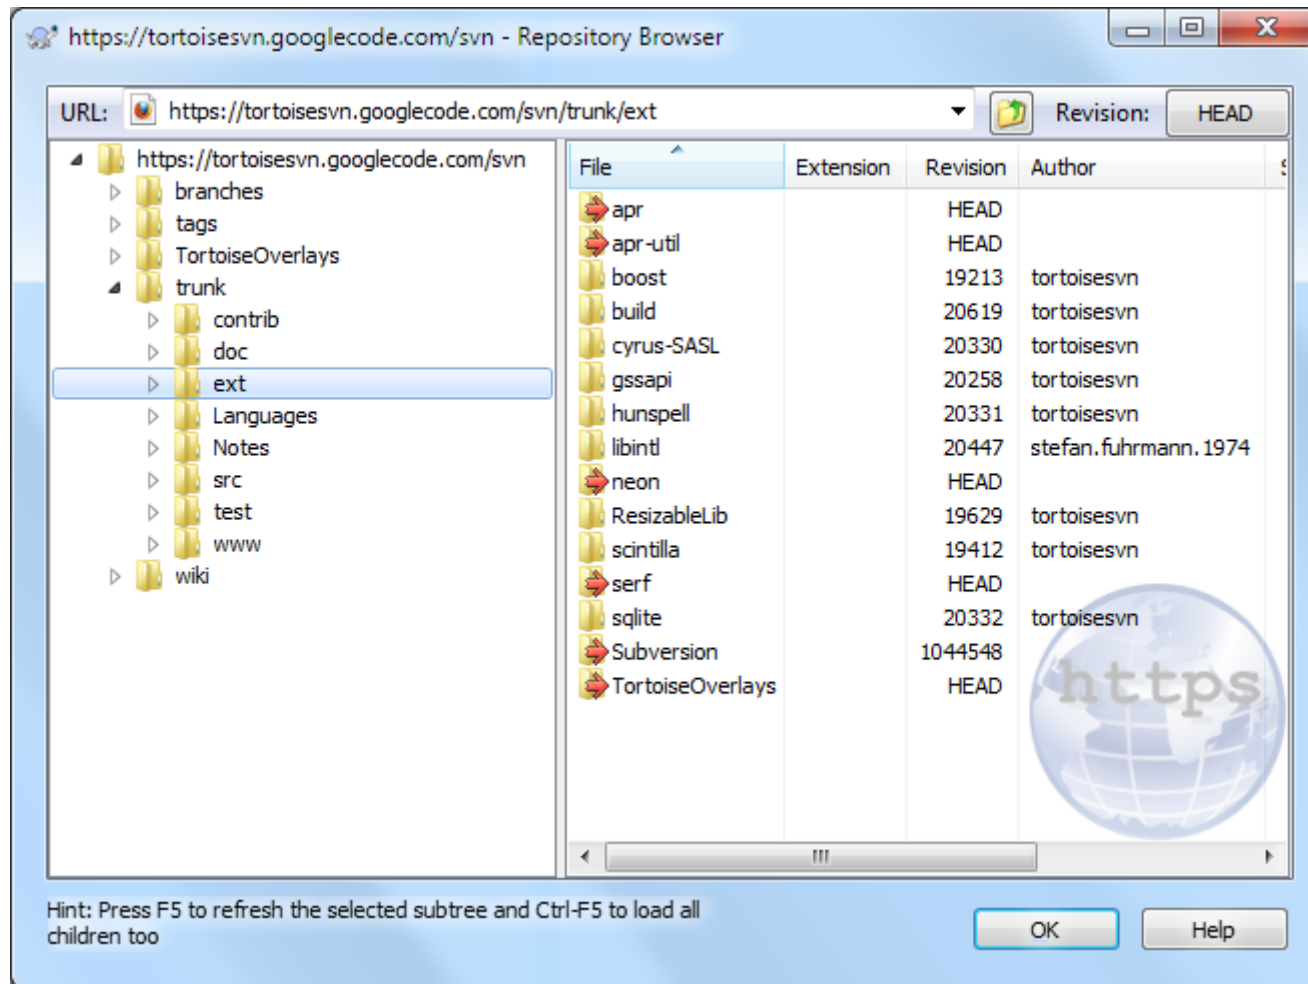 https://tortoisesvn.googlecode.com/svn - Repository Browser
URL: https://tortoisesvn.googlecode.com/svn/trunk/ext Revision: HEAD
https://tortoisesvn.googlecode.com/svn
branches
tags
TortoiseOverlays
trunk
contrib
doc
ext
Languages
Notes
src
test
www
wiki
File Extension Revision Author
apr HEAD
apr-util HEAD
boost 19213 tortoisesvn
build 20619 tortoisesvn
cyrus-SASL 20330 tortoisesvn
gssapi 20258 tortoisesvn
hunspell 20331 tortoisesvn
libintl 20447 stefan.fuhrmann.1974
neon HEAD
ResizableLib 19629 tortoisesvn
scintilla 19412 tortoisesvn
serf HEAD
sqlite 20332 tortoisesvn
Subversion 1044548
TortoiseOverlays HEAD
https
Hint: Press F5 to refresh the selected subtree and Ctrl-F5 to load all
children too
OK Help